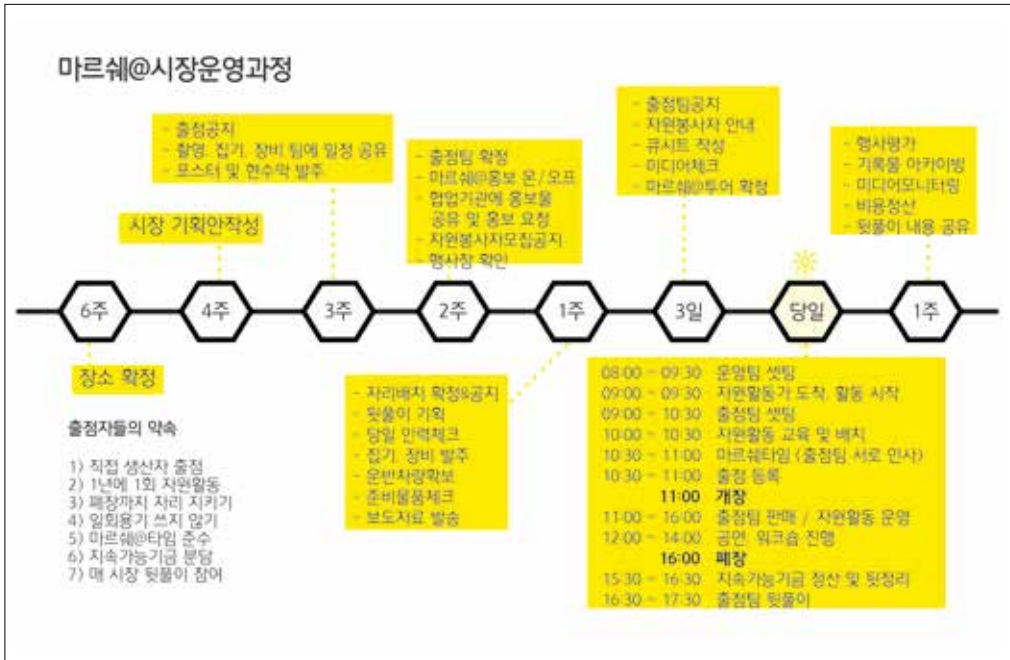 마르쉐@시장운영과정
- 출점공지
- 촬영, 집기, 장비 팀에 일정 공유
- 포스터 및 현수막 발주
시장 기획안작성
- 출점팀 확정
- 마르쉐@홍보 온/오프
- 협업기관에 홍보물
공유 및 홍보 요청
- 자원봉사자모집공지
- 행사장 확인
- 출점팀공지
- 자원봉사자 안내
- 큐시트 작성
- 미디어체크
- 마르쉐@투어 확정
- 행사평가
- 기록물 아카이빙
- 미디어모니터링
- 비용정산
- 뒷풀이 내용 공유
6주
4주
3주
2주
1주
3일
당일
1주
장소 확정
- 자리배치 확정&공지
- 뒷풀이 기획
- 당일 인력체크
- 집기, 장비 발주
- 운반차량확보
- 준비물품체크
- 보도자료 발송
08:00 ~ 09:30 운영팀 셋팅
09:00 ~ 09:30 자원활동가 도착, 활동 시작
09:00 ~ 10:30 출점팀 셋팅
10:00 ~ 10:30 자원활동 교육 및 배치
10:30 ~ 11:00 마르쉐타임 (출점팀 서로 인사)
10:30 ~ 11:00 출점 등록
11:00 개장
11:00 ~ 16:00 출점팀 판매 / 자원활동 운영
12:00 ~ 14:00 공연, 워크숍 진행
16:00 폐장
15:30 ~ 16:30 지속가능기금 정산 및 뒷정리
16:30 ~ 17:30 출점팀 뒷풀이
출점자들의 약속
1) 직접 생산자 출점
2) 1년에 1회 자원활동
3) 폐장까지 자리 지키기
4) 일회용기 쓰지 않기
5) 마르쉐@타임 준수
6) 지속가능기금 분담
7) 매 시장 뒷풀이 참여